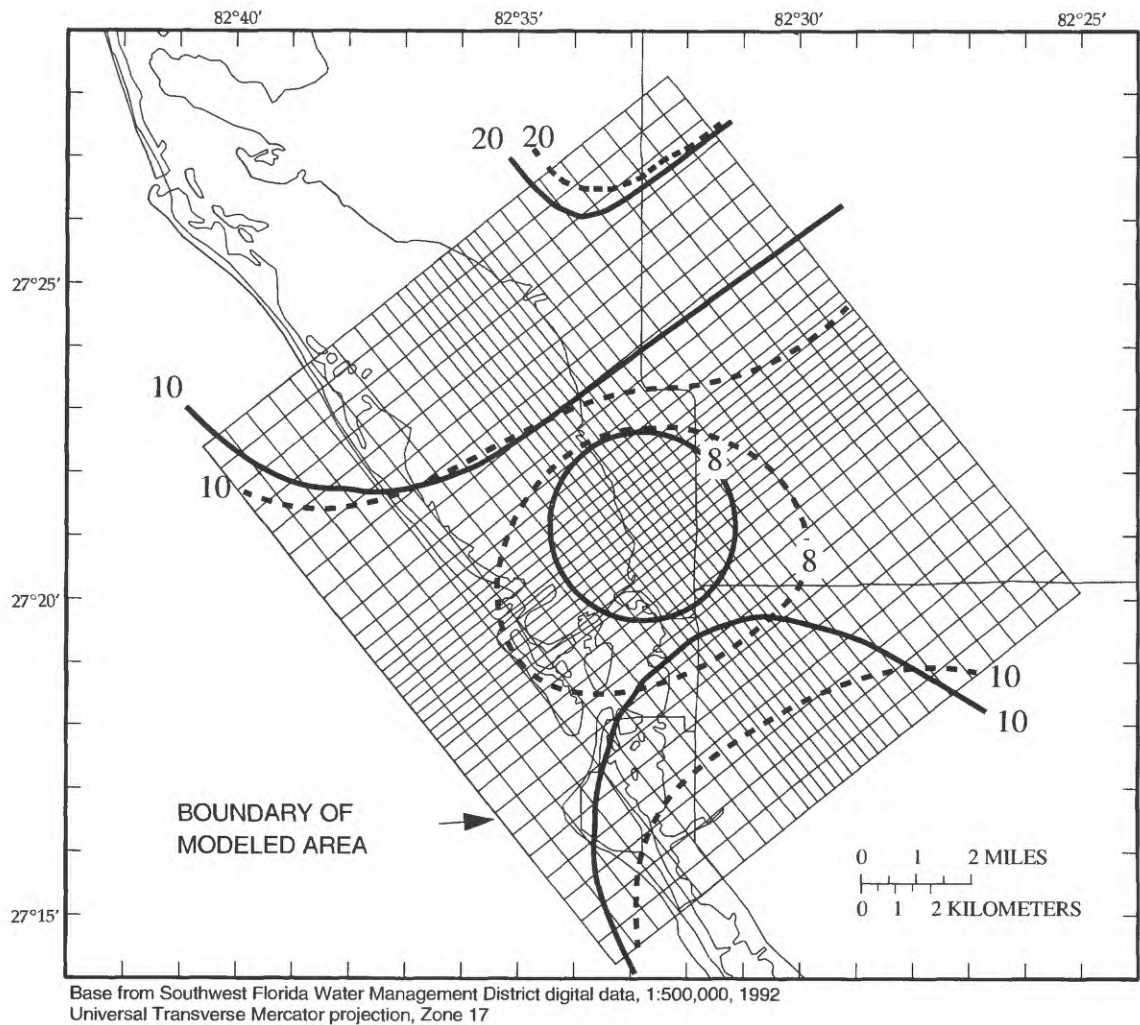 82°40′ 82°35′ 82°30′ 82°25′
20 20
27°25′
10
8
10
8
27°20′
10
10
BOUNDARY OF
MODELED AREA
0 1 2 MILES
0 1 2 KILOMETERS
27°15′
Base from Southwest Florida Water Management District digital data, 1:500,000, 1992
Universal Transverse Mercator projection, Zone 17